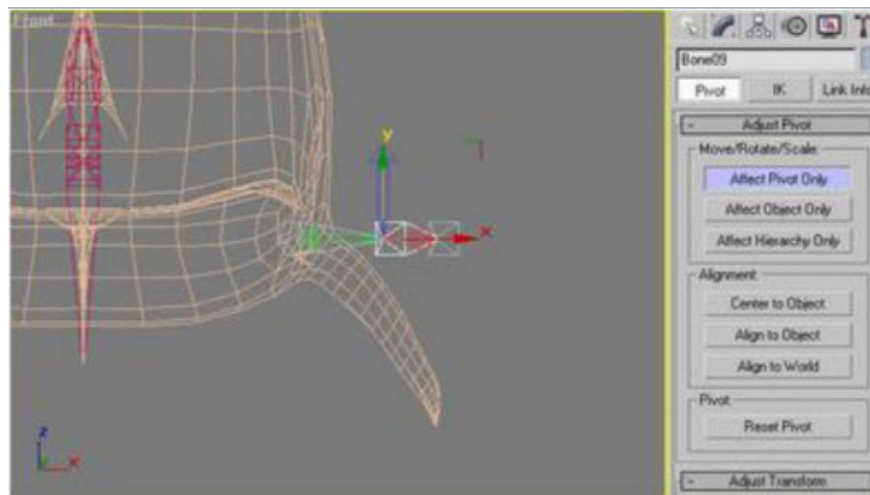 Front
y
x
z
x
Bone09
Pivot
IK
Link Info
- Adjust Pivot
Move/Rotate/Scale:
Affect Pivot Only
Affect Object Only
Affect Hierarchy Only
Alignment:
Center to Object
Align to Object
Align to World
Pivot:
Reset Pivot
- Adjust Transform